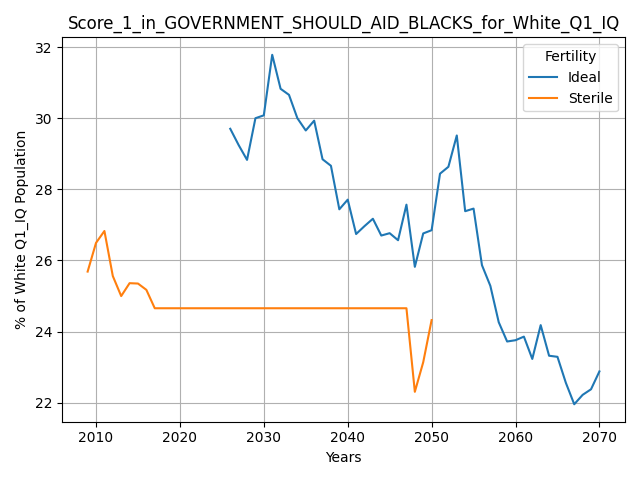 Score_1_in_GOVERNMENT_SHOULD_AID_BLACKS_for_White_Q1_IQ
Fertility
Ideal
Sterile
32
30
28
26
24
22
% of White Q1_IQ Population
2010
2020
2030
2040
2050
2060
2070
Years